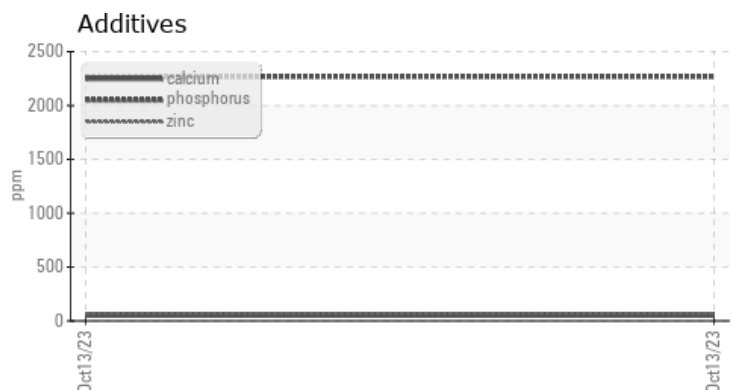 Additives
2500
2000
1500
1000
500
0
ppm
calcium
phosphorus
zinc
Oct13/23
Oct13/23